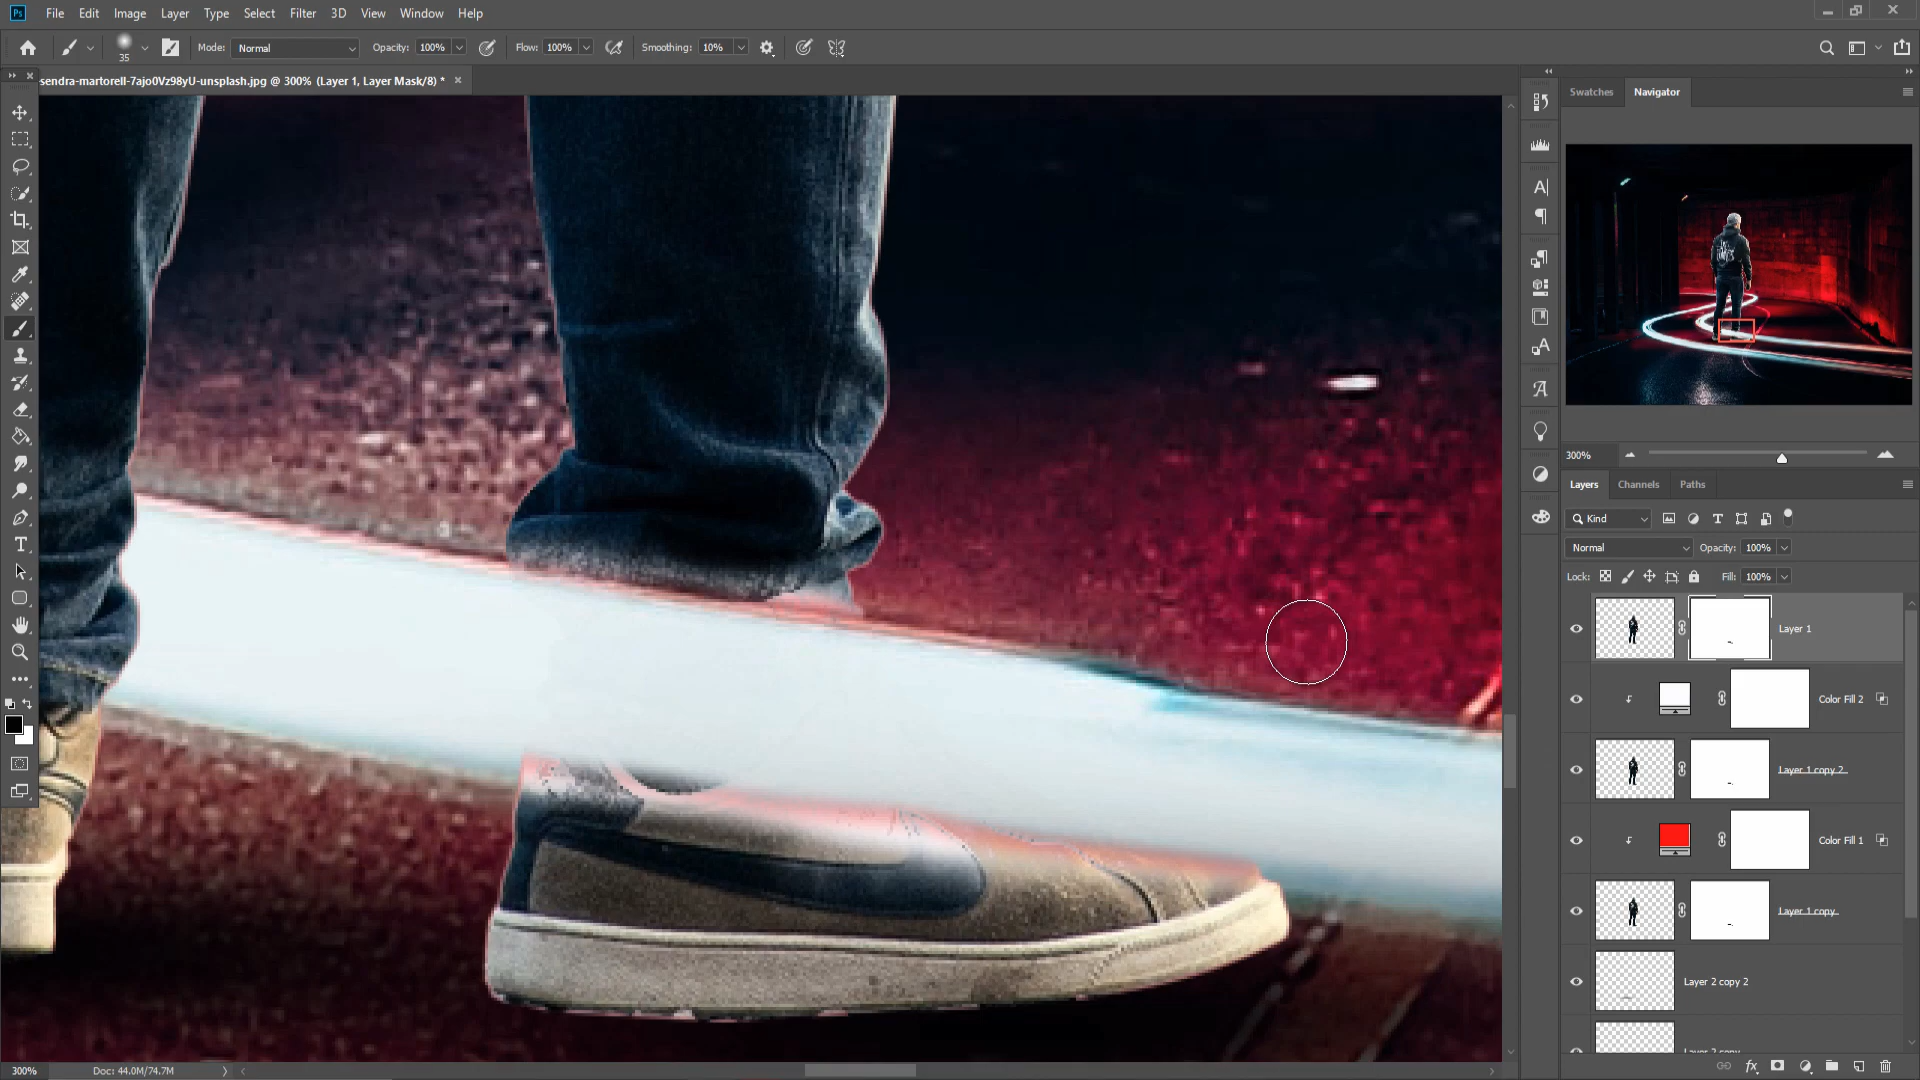 Ps File Edit Image Layer Type Select Filter 3D View Window Help
35 Mode: Normal Opacity: 100% Flow: 100% Smoothing: 10%
sendra-martorell-7ajo0Vz98yU-unsplash.jpg @ 300% (Layer 1, Layer Mask/8) *
Swatches Navigator
300%
Layers Channels Paths
Kind
Normal Opacity: 100%
Lock: Fill: 100%
Layer 1
Color Fill 2
Layer 1 copy 2
Color Fill 1
Layer 1 copy
Layer 2 copy 2
Layer 2 copy
300% Doc: 44.0M/74.7M